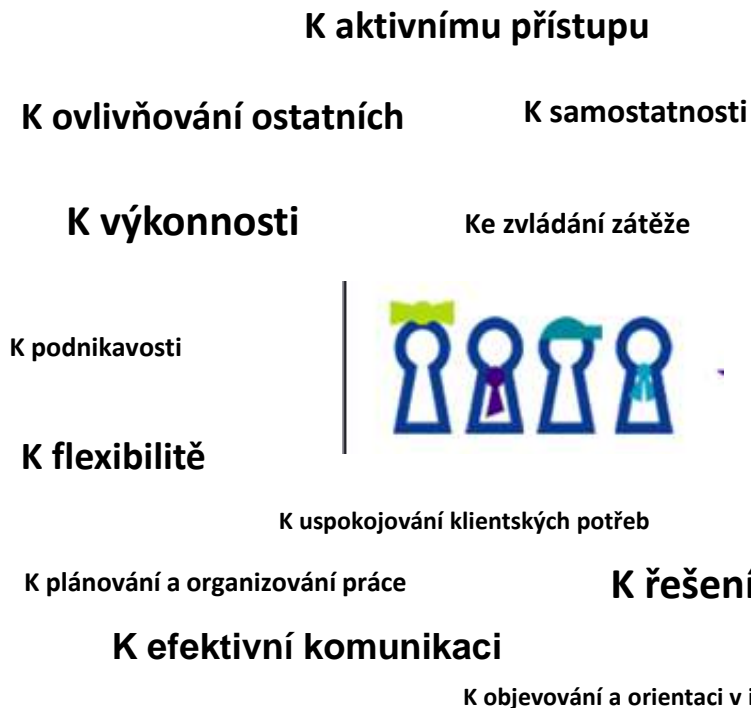 K aktivnímu přístupu
K ovlivňování ostatních
K samostatnosti
K výkonnosti
Ke zvládání zátěže
K podnikavosti
K flexibilitě
K uspokojování klientských potřeb
K plánování a organizování práce
K řešení
K efektivní komunikaci
K objevování a orientaci v